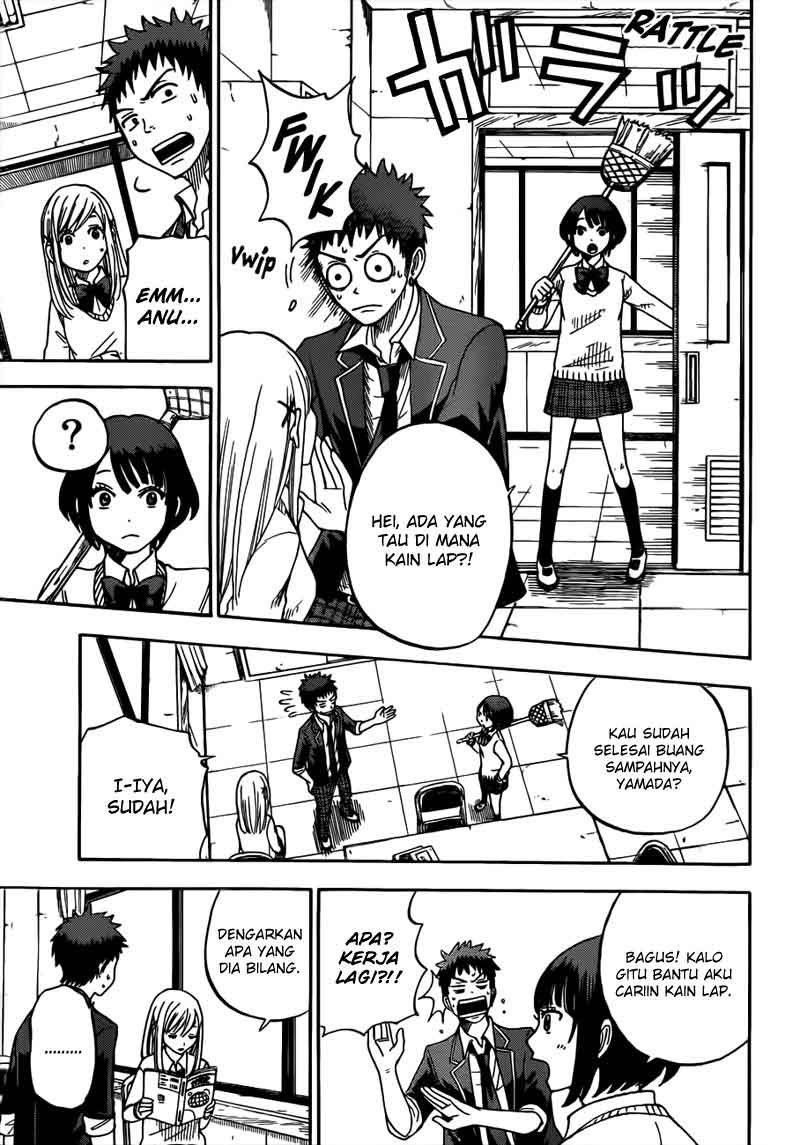 RATTLE
ガラッ
FWIK
VWIP
HEI, ADA YANG
TAU DI MANA
KAIN LAP?!
EMM...
ANU...
?
KAU SUDAH
SELESAI BUANG
SAMPAHNYA,
YAMADA?
I-IYA,
SUDAH!
BAGUS! KALO
GITU BANTU AKU
CARIIN KAIN LAP.
APA?
KERJA
LAGI?!!
DENGARKAN
APA YANG
DIA BILANG.
..........